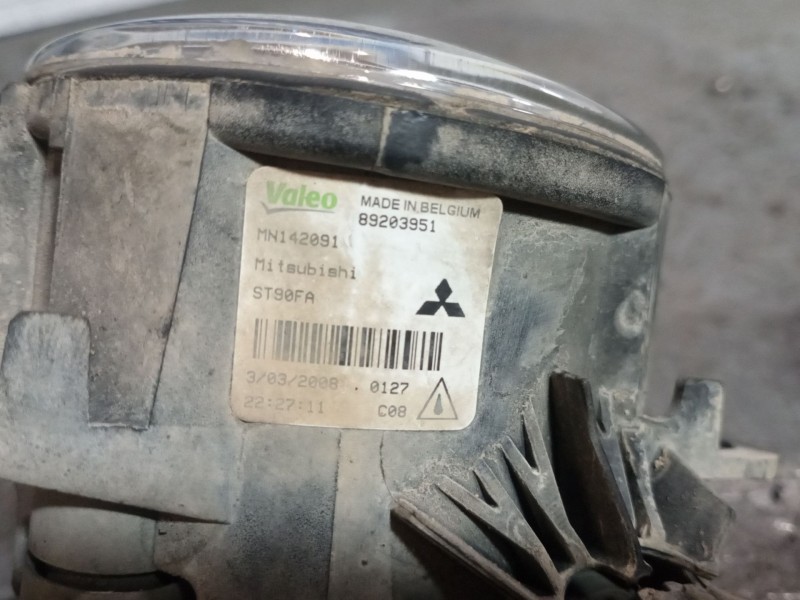 Valeo MADE IN BELGIUM
89203951
MN142091
Mitsubishi
ST90FA
3/03/2008 . 0127
22:27:11 C08